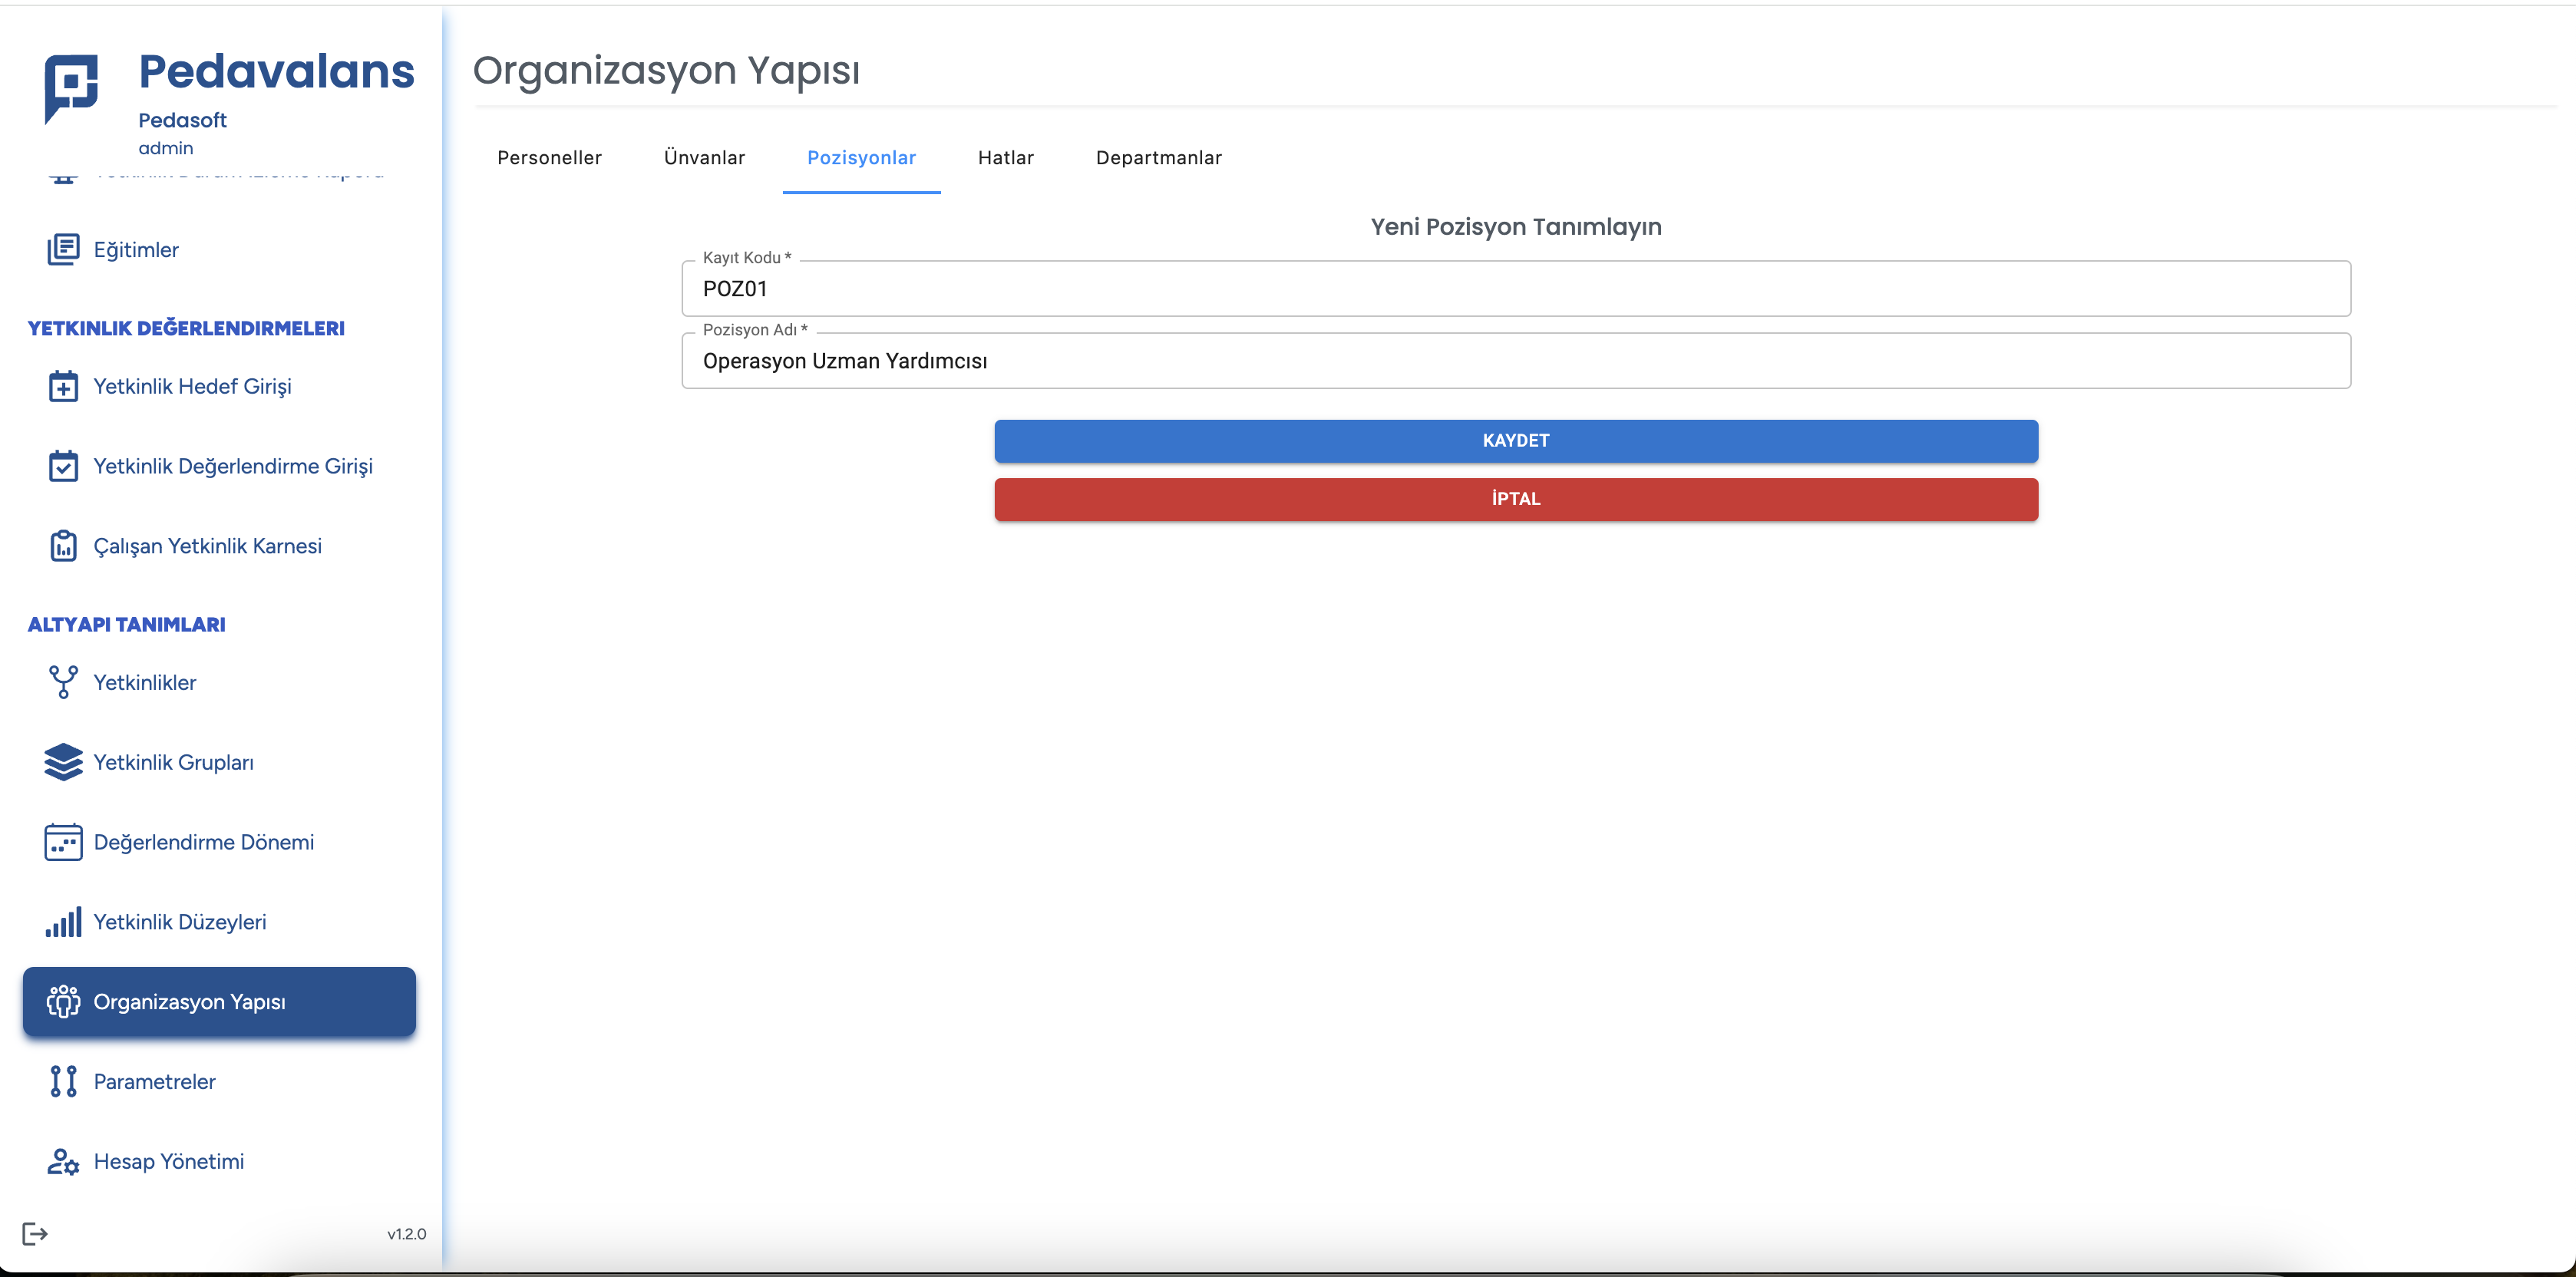 Pedavalans
Pedasoft
admin
Eğitimler
YETKINLIK DEĞERLENDIRMELERI
Yetkinlik Hedef Girişi
Yetkinlik Değerlendirme Girişi
Çalışan Yetkinlik Karnesi
ALTYAPI TANIMLARI
Yetkinlikler
Yetkinlik Grupları
Değerlendirme Dönemi
Yetkinlik Düzeyleri
Organizasyon Yapısı
Parametreler
Hesap Yönetimi
v1.2.0
Organizasyon Yapısı
Personeller Ünvanlar Pozisyonlar Hatlar Departmanlar
Yeni Pozisyon Tanımlayın
Kayıt Kodu *
POZ01
Pozisyon Adı *
Operasyon Uzman Yardımcısı
KAYDET
İPTAL